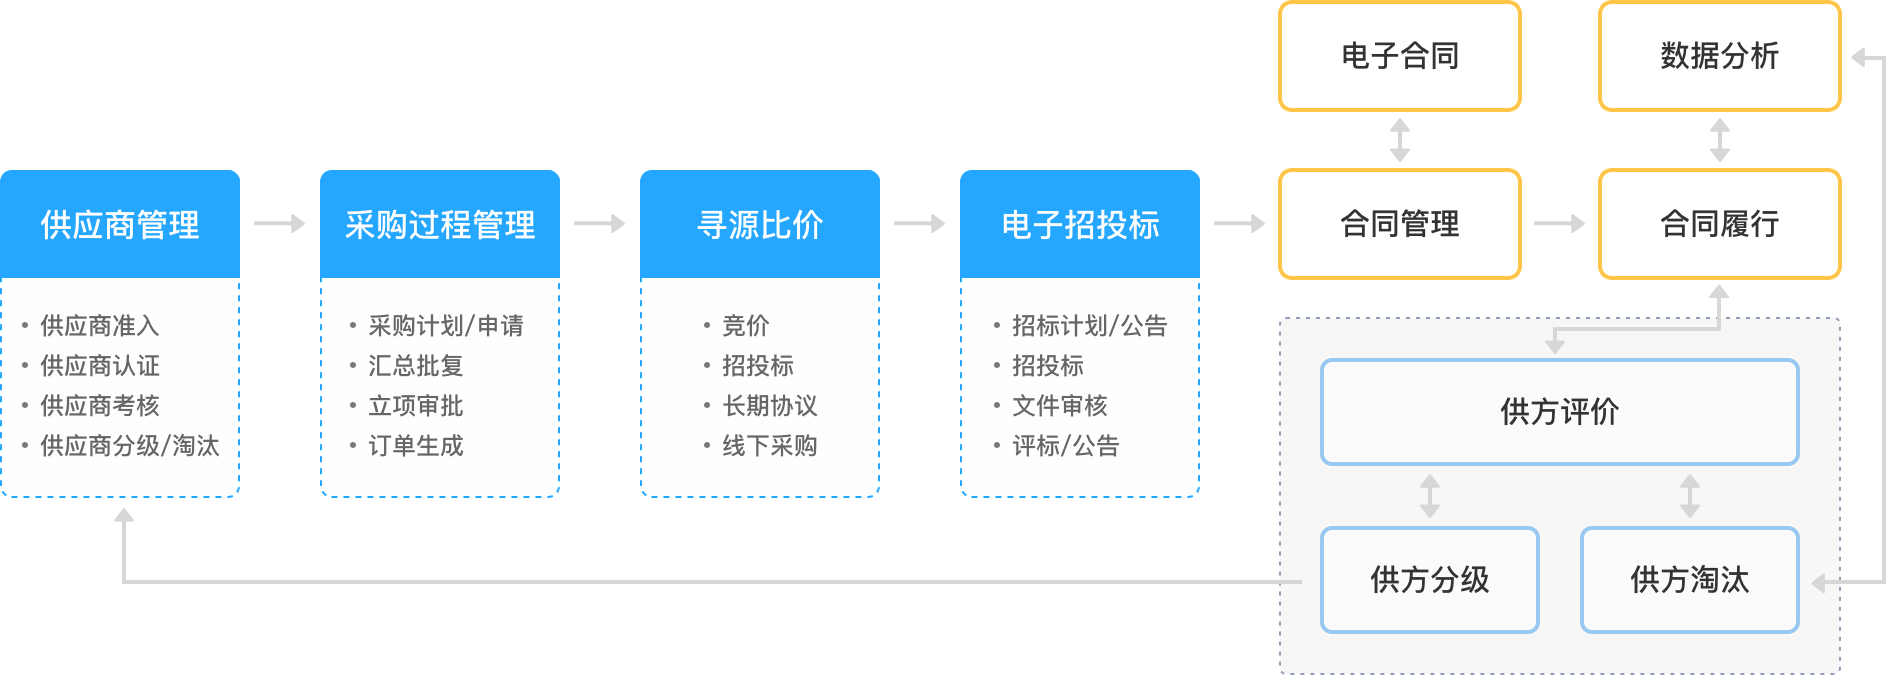 电子合同
数据分析
供应商管理
采购过程管理
寻源比价
电子招投标
合同管理
合同履行
• 供应商准入
• 供应商认证
• 供应商考核
• 供应商分级/淘汰
• 采购计划/申请
• 汇总批复
• 立项审批
• 订单生成
• 竞价
• 招投标
• 长期协议
• 线下采购
• 招标计划/公告
• 招投标
• 文件审核
• 评标/公告
供方评价
供方分级
供方淘汰